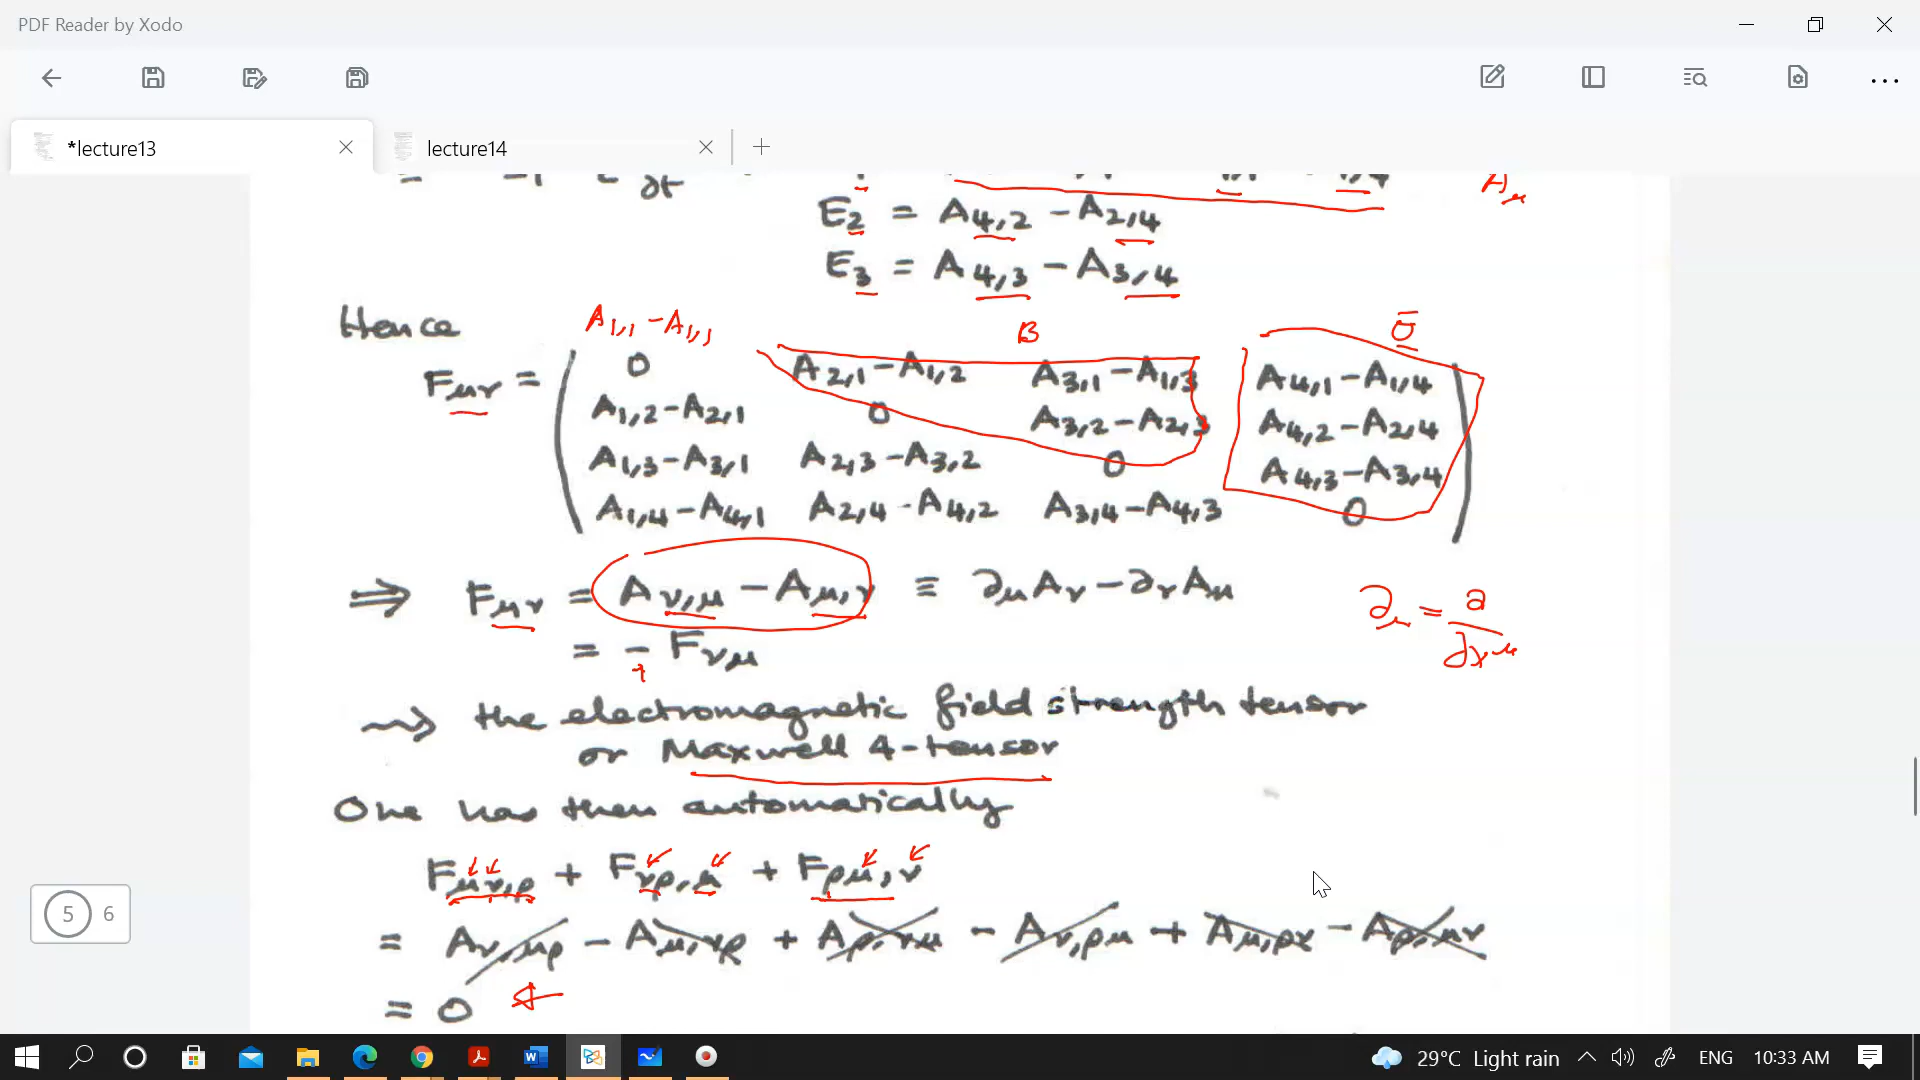 PDF Reader by Xodo
*lecture13
lecture14
∂t
Aμ
E2 = A4,2 - A2,4
E3 = A4,3 - A3,4
Hence
A1,1 - A1,1
B
E̅
Fμν =
0 A2,1 - A1,2 A3,1 - A1,3 A4,1 - A1,4
A1,2 - A2,1 0 A3,2 - A2,3 A4,2 - A2,4
A1,3 - A3,1 A2,3 - A3,2 0 A4,3 - A3,4
A1,4 - A4,1 A2,4 - A4,2 A3,4 - A4,3 0
⇒ Fμν = Aν,μ - Aμ,ν ≡ ∂μAν - ∂νAμ
∂μ = ∂/∂x^μ
= - Fνμ
⇝ the electromagnetic field strength tensor
or Maxwell 4-tensor
One has then automatically
Fμν,ρ + Fνρ,μ + Fρμ,ν
= Aν,μρ - Aμ,νρ + Aρ,νμ - Aν,ρμ + Aμ,ρν - Aρ,μν
= 0
5 6
29°C Light rain ENG 10:33 AM